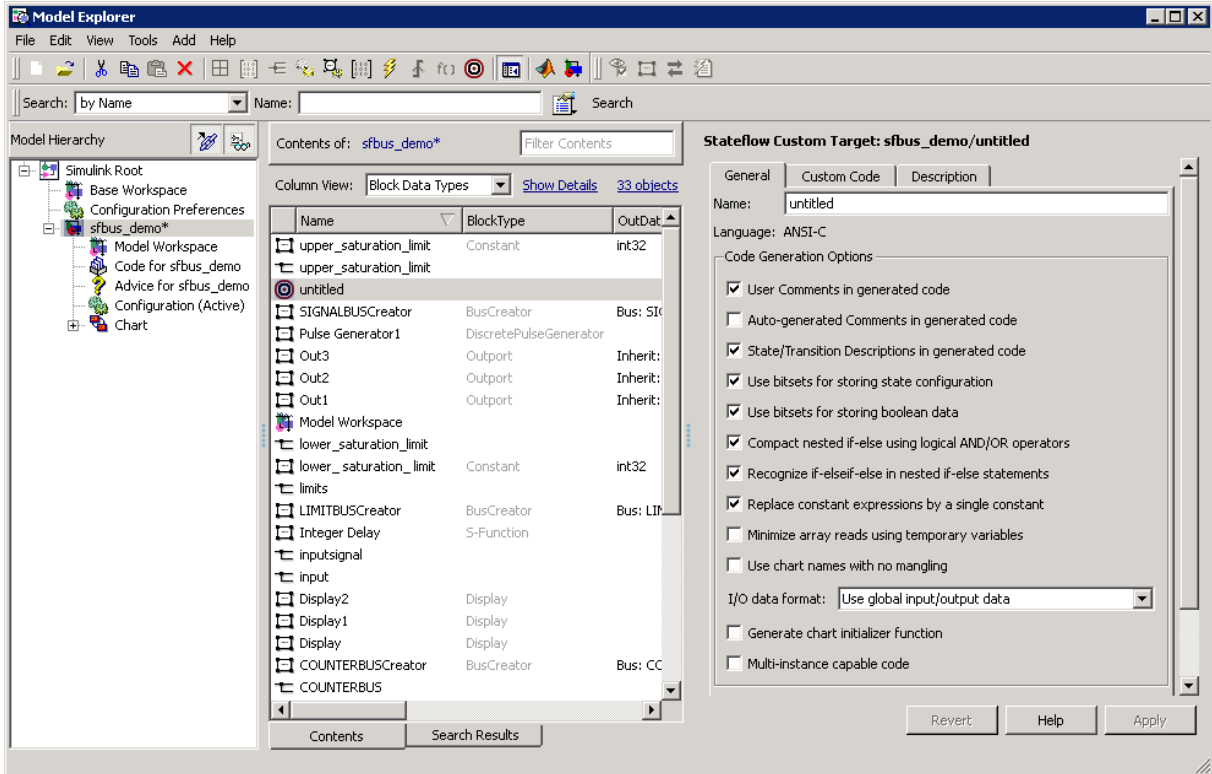 Model Explorer
File Edit View Tools Add Help
Search: by Name Name: Search
Model Hierarchy
Simulink Root
Base Workspace
Configuration Preferences
sfbus_demo*
Model Workspace
Code for sfbus_demo
Advice for sfbus_demo
Configuration (Active)
Chart
Contents of: sfbus_demo* Filter Contents
Column View: Block Data Types Show Details 33 objects
Name BlockType OutDat
upper_saturation_limit Constant int32
upper_saturation_limit
untitled
SIGNALBUSCreator BusCreator Bus: SI
Pulse Generator1 DiscretePulseGenerator
Out3 Outport Inherit:
Out2 Outport Inherit:
Out1 Outport Inherit:
Model Workspace
lower_saturation_limit
lower_ saturation_ limit Constant int32
limits
LIMITBUSCreator BusCreator Bus: LIM
Integer Delay S-Function
inputsignal
input
Display2 Display
Display1 Display
Display Display
COUNTERBUSCreator BusCreator Bus: CO
COUNTERBUS
Contents Search Results
Stateflow Custom Target: sfbus_demo/untitled
General Custom Code Description
Name: untitled
Language: ANSI-C
Code Generation Options
User Comments in generated code
Auto-generated Comments in generated code
State/Transition Descriptions in generated code
Use bitsets for storing state configuration
Use bitsets for storing boolean data
Compact nested if-else using logical AND/OR operators
Recognize if-elseif-else in nested if-else statements
Replace constant expressions by a single constant
Minimize array reads using temporary variables
Use chart names with no mangling
I/O data format: Use global input/output data
Generate chart initializer function
Multi-instance capable code
Revert Help Apply